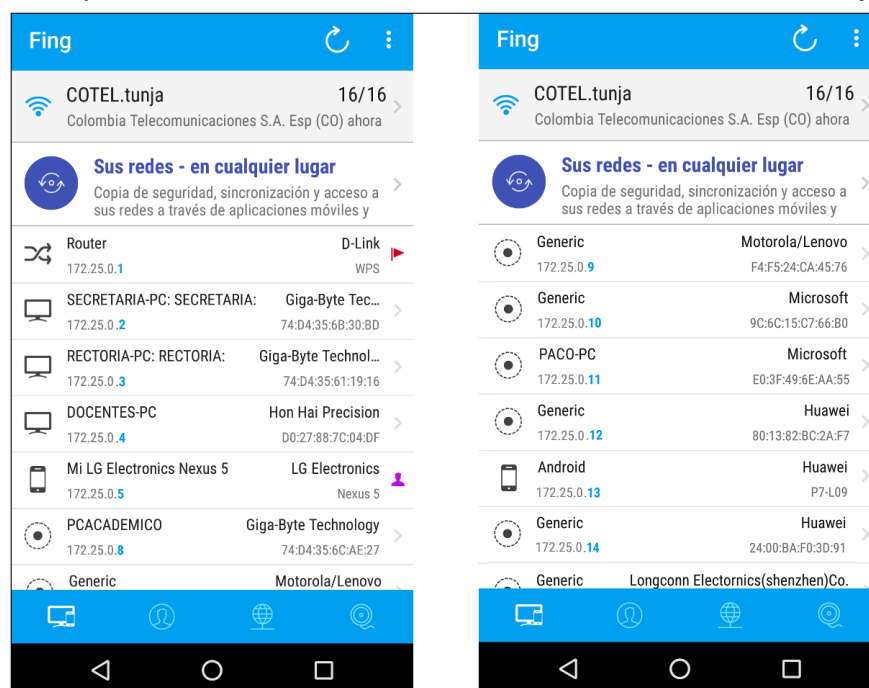 Fing
COTEL.tunja 16/16
Colombia Telecomunicaciones S.A. Esp (CO) ahora
Sus redes - en cualquier lugar
Copia de seguridad, sincronización y acceso a
sus redes a través de aplicaciones móviles y
Router D-Link
172.25.0.1 WPS
SECRETARIA-PC: SECRETARIA: Giga-Byte Tec...
172.25.0.2 74:D4:35:6B:30:BD
RECTORIA-PC: RECTORIA: Giga-Byte Technol...
172.25.0.3 74:D4:35:61:19:16
DOCENTES-PC Hon Hai Precision
172.25.0.4 D0:27:88:7C:04:DF
Mi LG Electronics Nexus 5 LG Electronics
172.25.0.5 Nexus 5
PCACADEMICO Giga-Byte Technology
172.25.0.8 74:D4:35:6C:AE:27
Generic Motorola/Lenovo
Fing
COTEL.tunja 16/16
Colombia Telecomunicaciones S.A. Esp (CO) ahora
Sus redes - en cualquier lugar
Copia de seguridad, sincronización y acceso a
sus redes a través de aplicaciones móviles y
Generic Motorola/Lenovo
172.25.0.9 F4:F5:24:CA:45:76
Generic Microsoft
172.25.0.10 9C:6C:15:C7:66:B0
PACO-PC Microsoft
172.25.0.11 E0:3F:49:6E:AA:55
Generic Huawei
172.25.0.12 80:13:82:BC:2A:F7
Android Huawei
172.25.0.13 P7-L09
Generic Huawei
172.25.0.14 24:00:BA:F0:3D:91
Generic Longconn Electornics(shenzhen)Co.